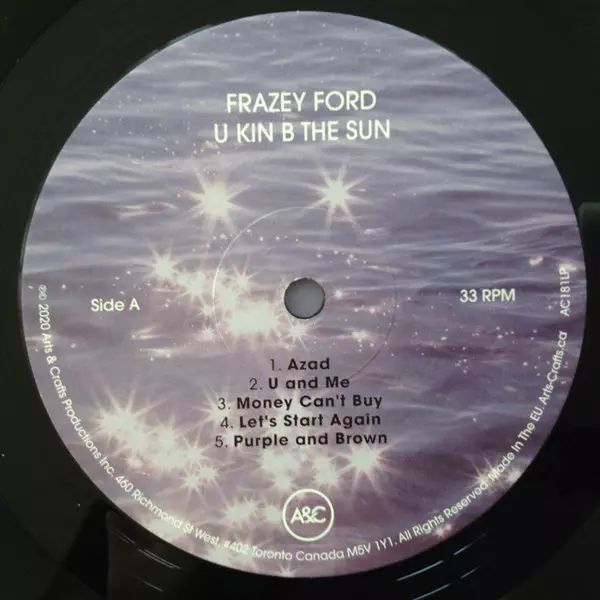 FRAZEY FORD
U KIN B THE SUN
Side A
33 RPM
1. Azad
2. U and Me
3. Money Can't Buy
4. Let's Start Again
5. Purple and Brown
A&C
℗© 2020 Arts & Crafts Productions Inc. 460 Richmond St West, #402 Toronto Canada M5V 1Y1. All Rights Reserved. Made In The EU. Arts-Crafts.ca
AC181LP